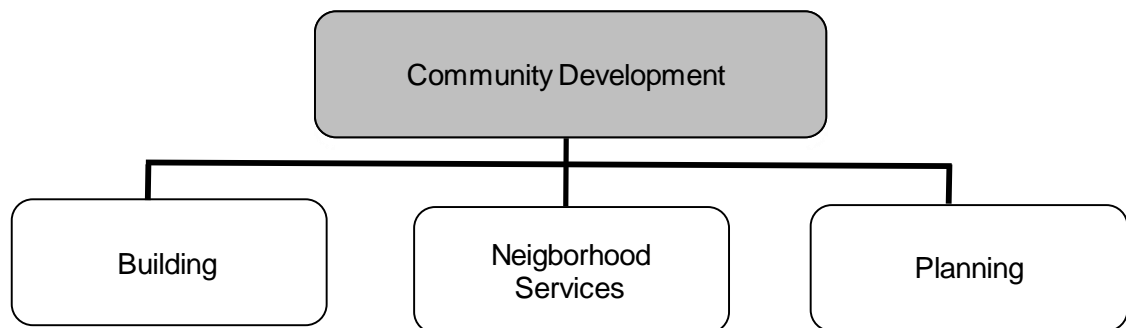 Community Development
Building
Neigborhood
Services
Planning